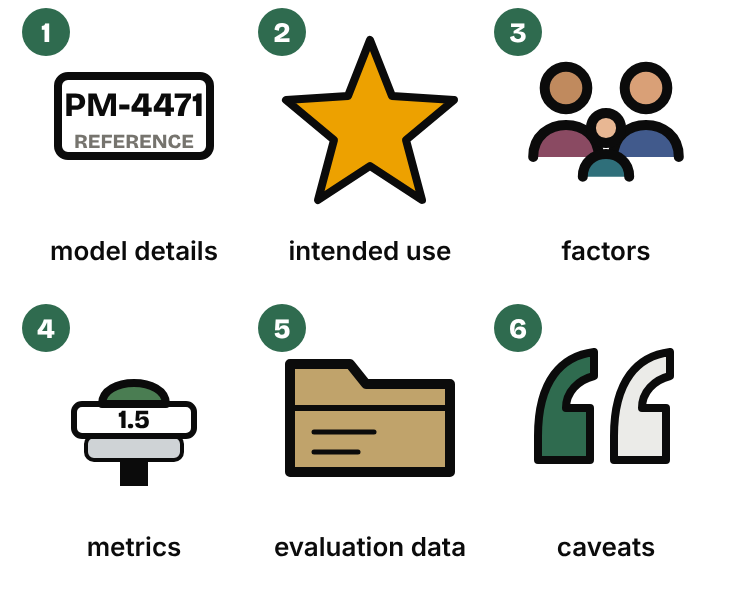 1
PM-4471
REFERENCE
model details
2
intended use
3
factors
4
1.5
metrics
5
evaluation data
6
caveats